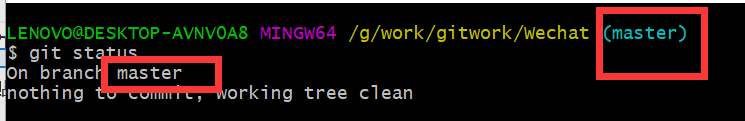 LENOVO@DESKTOP-AVNV0A8 MINGW64 /g/work/gitwork/Wechat (master)
$ git status
On branch master
nothing to commit, working tree clean